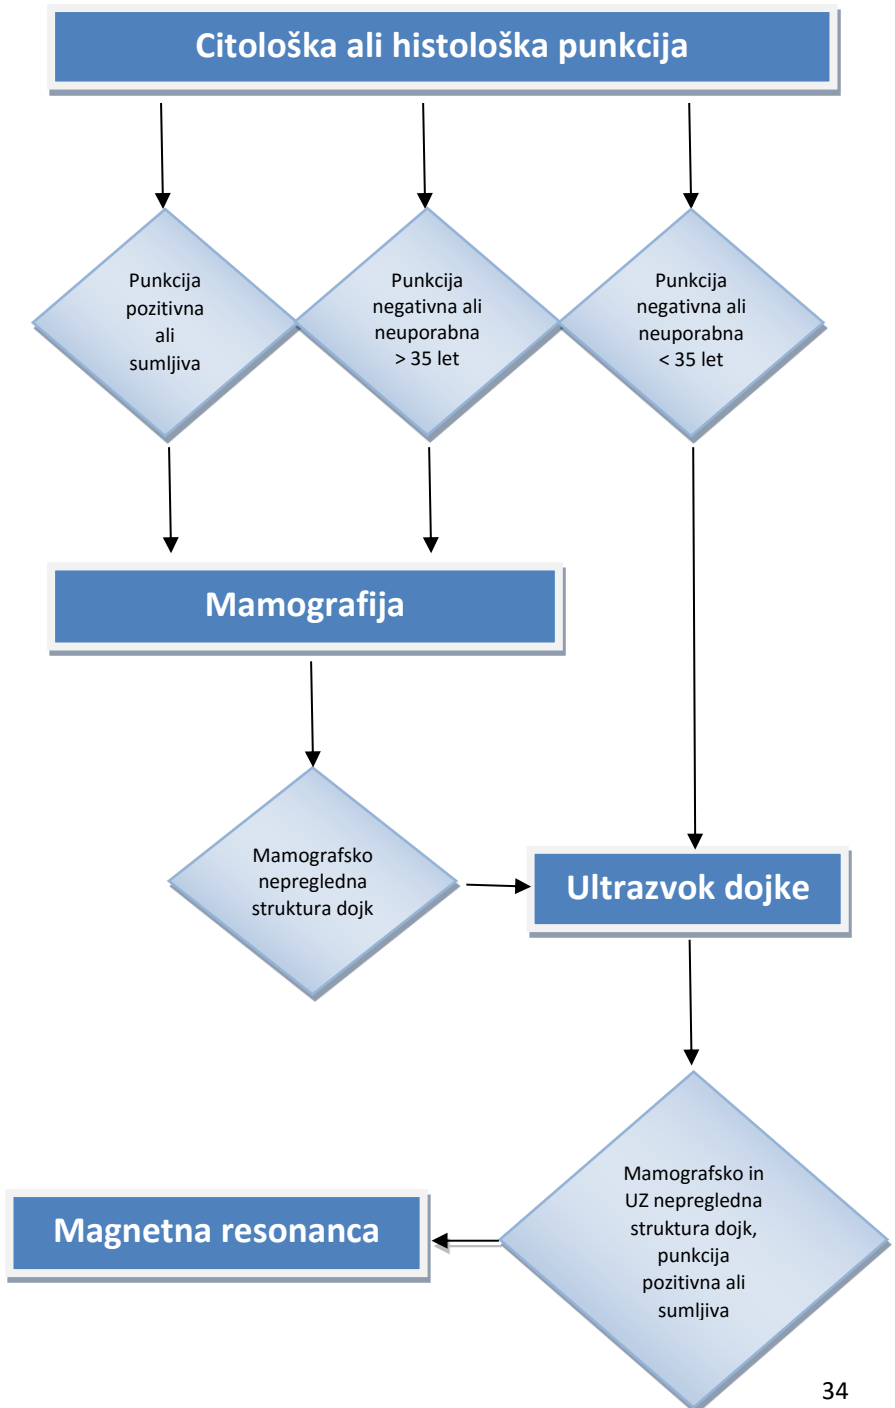 Citološka ali histološka punkcija
Punkcija
pozitivna
ali
sumljiva
Punkcija
negativna ali
neuporabna
> 35 let
Punkcija
negativna ali
neuporabna
< 35 let
Mamografija
Mamografsko
nepregledna
struktura dojk
Ultrazvok dojke
Mamografsko in
UZ nepregledna
struktura dojk,
punkcija
pozitivna ali
sumljiva
Magnetna resonanca
34